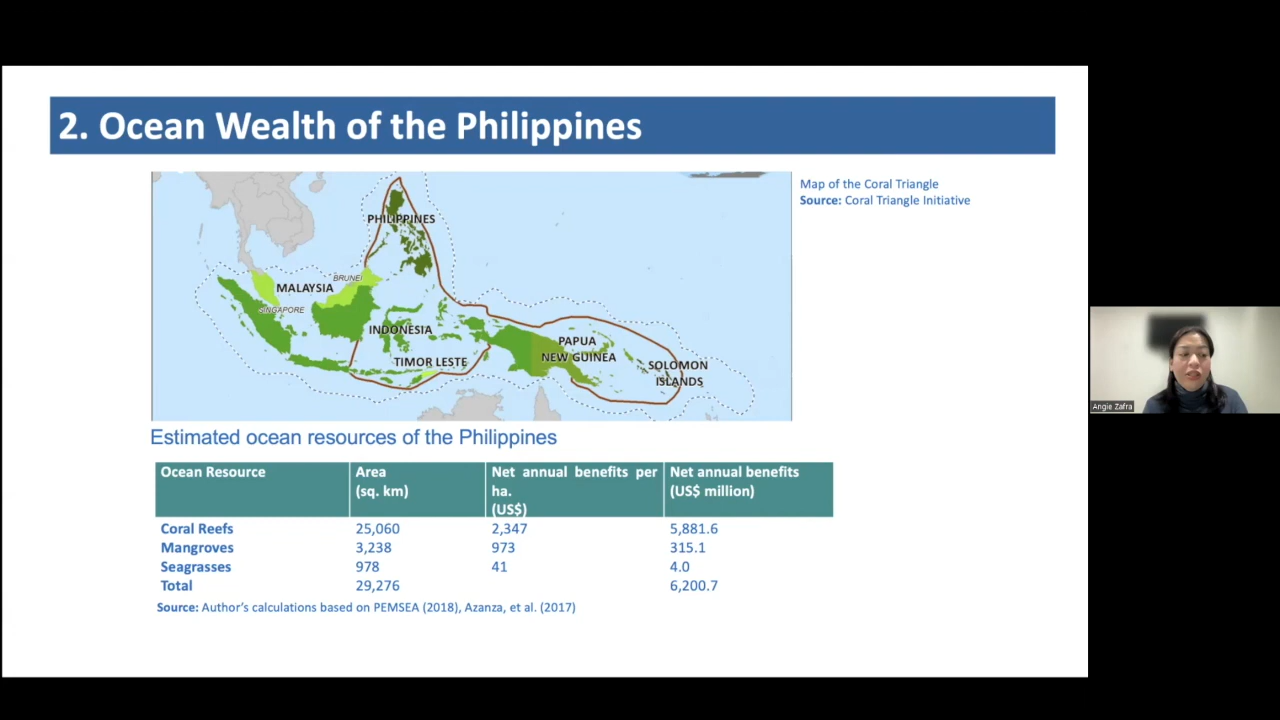 2. Ocean Wealth of the Philippines
Map of the Coral Triangle
Source: Coral Triangle Initiative
PHILIPPINES
BRUNEI
MALAYSIA
SINGAPORE
INDONESIA
TIMOR LESTE
PAPUA
NEW GUINEA
SOLOMON
ISLANDS
Angie Zafra
Estimated ocean resources of the Philippines
Ocean Resource Area Net annual benefits per Net annual benefits
(sq. km) ha. (US$ million)
(US$)
Coral Reefs 25,060 2,347 5,881.6
Mangroves 3,238 973 315.1
Seagrasses 978 41 4.0
Total 29,276 6,200.7
Source: Author's calculations based on PEMSEA (2018), Azanza, et al. (2017)